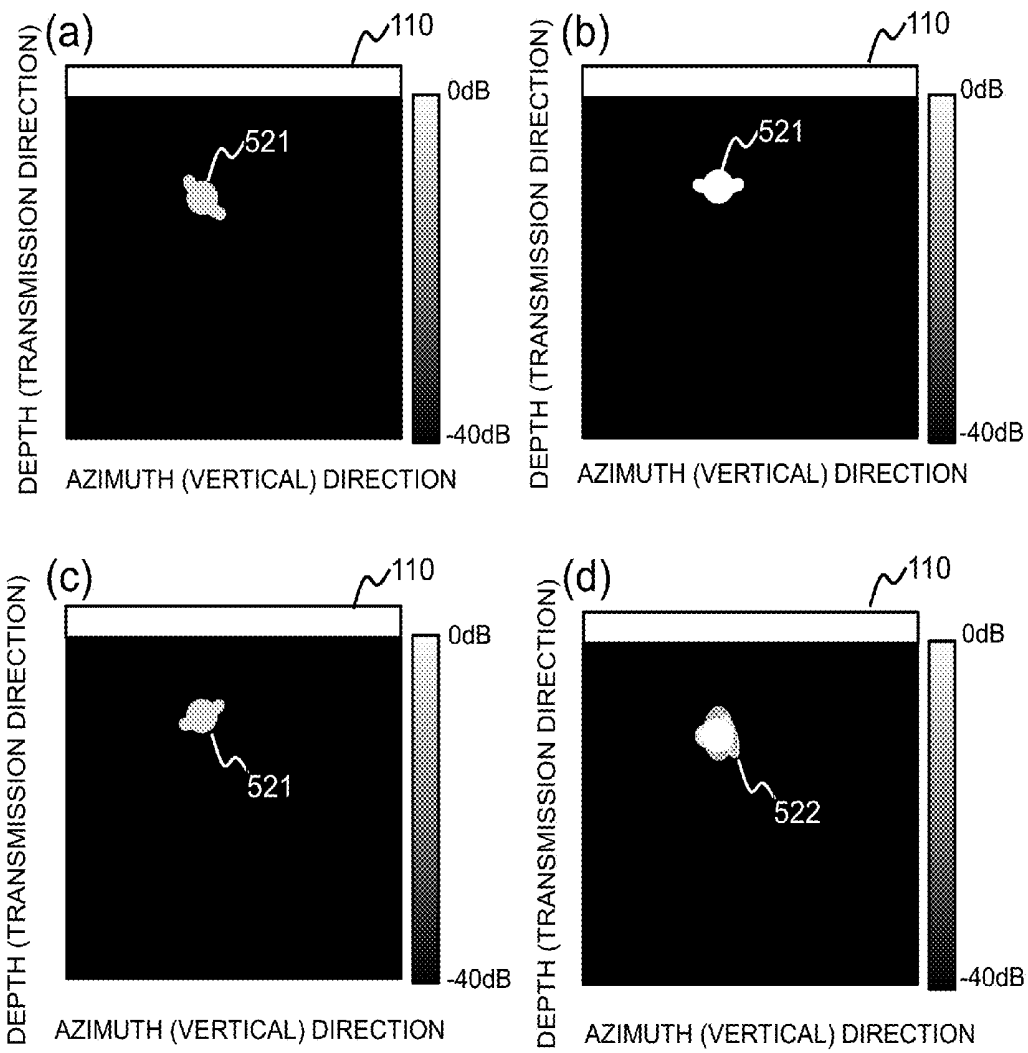 (a)
110
0dB
521
-40dB
DEPTH (TRANSMISSION DIRECTION)
AZIMUTH (VERTICAL) DIRECTION
(b)
110
0dB
521
-40dB
DEPTH (TRANSMISSION DIRECTION)
AZIMUTH (VERTICAL) DIRECTION
(c)
110
0dB
521
-40dB
DEPTH (TRANSMISSION DIRECTION)
AZIMUTH (VERTICAL) DIRECTION
(d)
110
0dB
522
-40dB
DEPTH (TRANSMISSION DIRECTION)
AZIMUTH (VERTICAL) DIRECTION